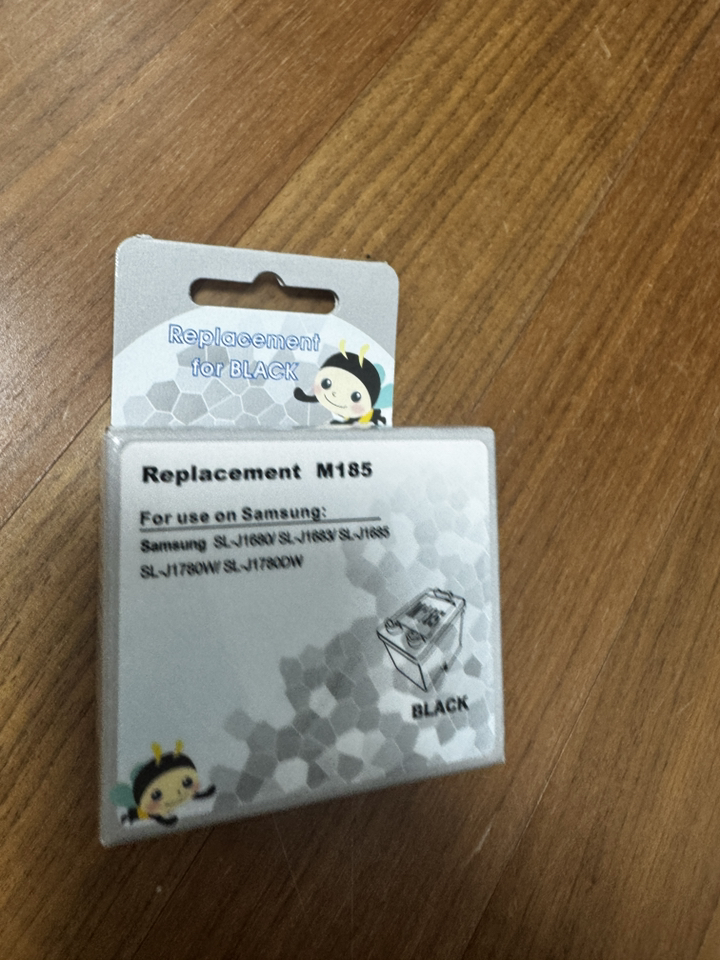 Replacement
for BLACK
Replacement M185
For use on Samsung:
Samsung SL-J1680/ SL-J1683/ SL-J1685
SL-J1780W/ SL-J1780DW
BLACK